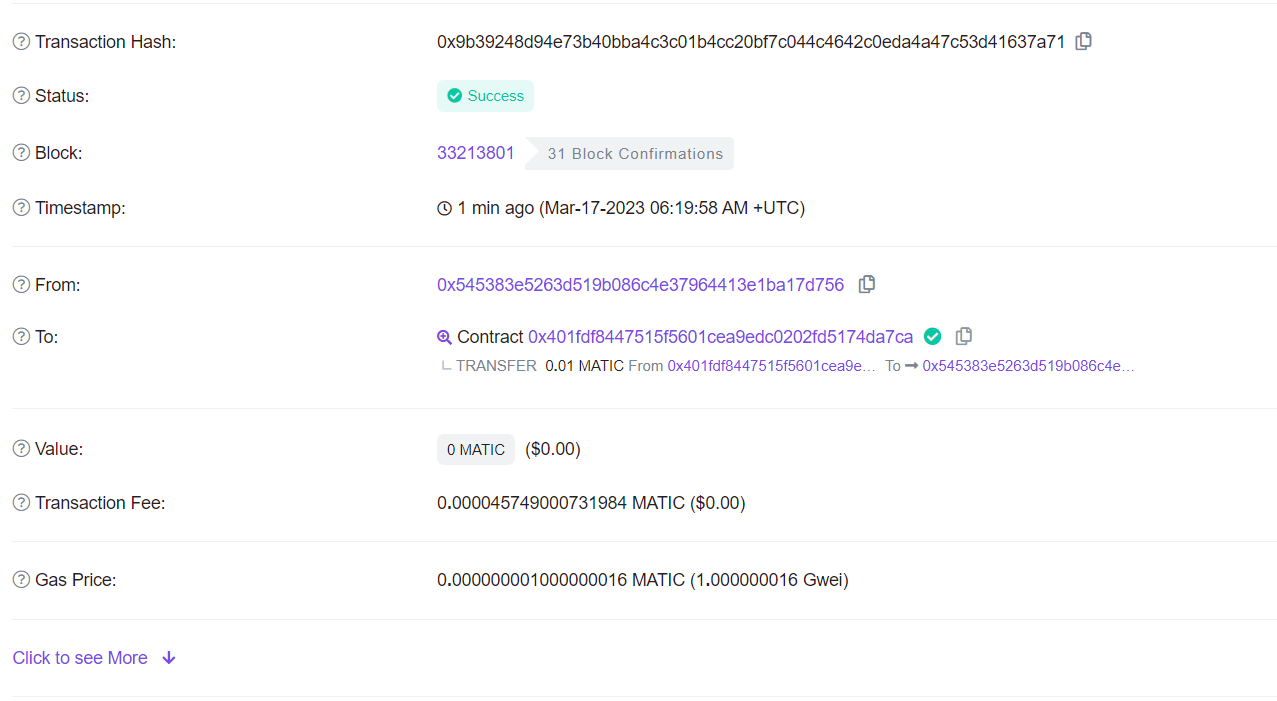 Transaction Hash: 0x9b39248d94e73b40bba4c3c01b4cc20bf7c044c4642c0eda4a47c53d41637a71
Status: Success
Block: 33213801 31 Block Confirmations
Timestamp: 1 min ago (Mar-17-2023 06:19:58 AM +UTC)
From: 0x545383e5263d519b086c4e37964413e1ba17d756
To: Contract 0x401fdf8447515f5601cea9edc0202fd5174da7ca
TRANSFER 0.01 MATIC From 0x401fdf8447515f5601cea9e... To 0x545383e5263d519b086c4e...
Value: 0 MATIC ($0.00)
Transaction Fee: 0.000045749000731984 MATIC ($0.00)
Gas Price: 0.000000001000000016 MATIC (1.000000016 Gwei)
Click to see More